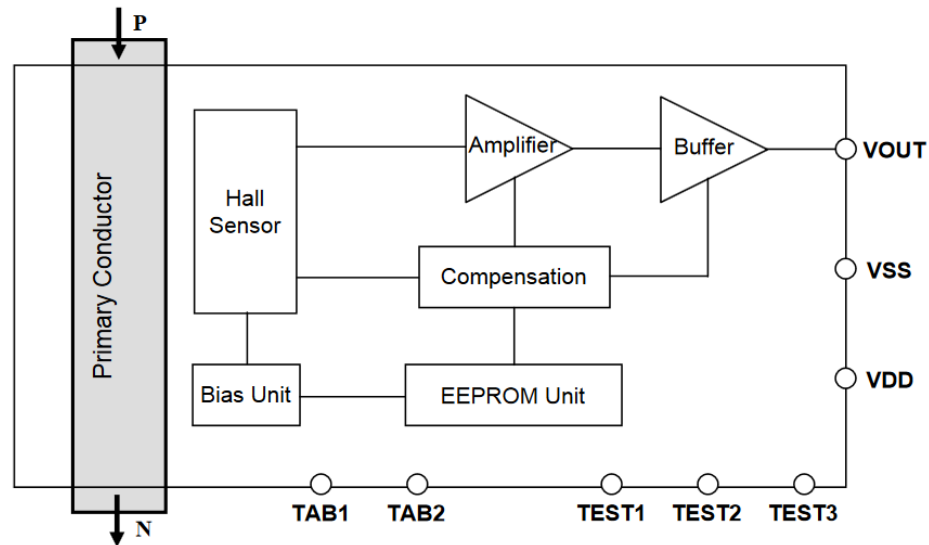 P
Primary Conductor
Hall
Sensor
Amplifier
Buffer
VOUT
Compensation
VSS
Bias Unit
EEPROM Unit
VDD
TAB1
TAB2
TEST1
TEST2
TEST3
N